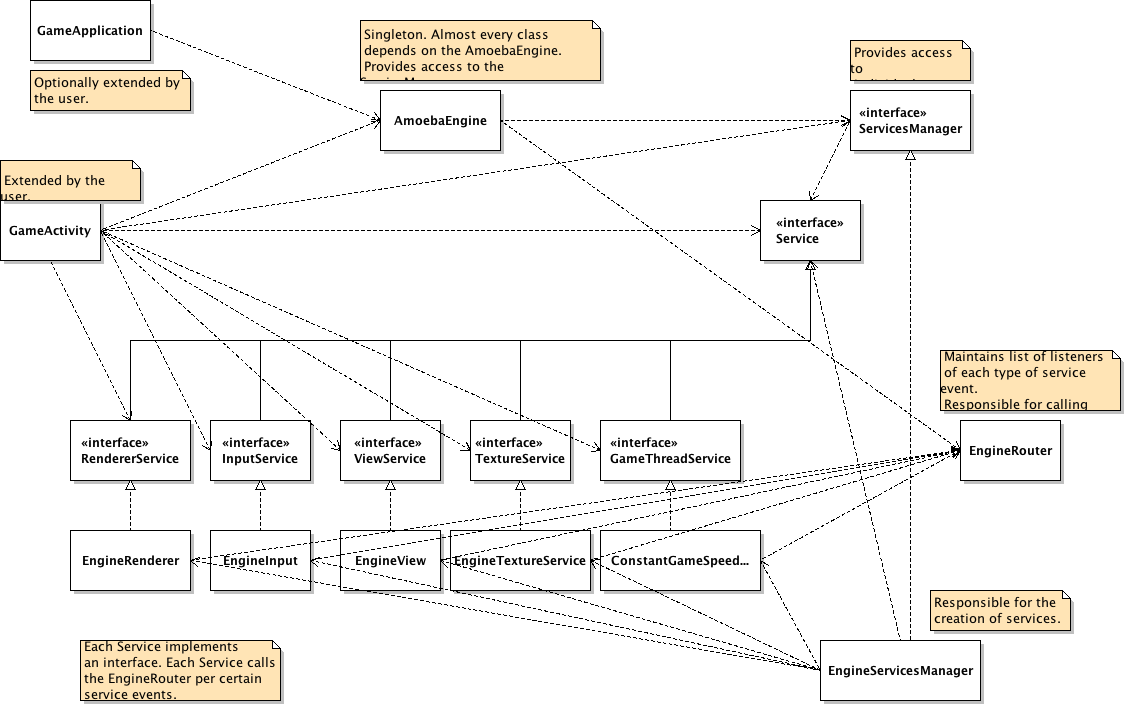 GameApplication
Optionally extended by
the user.
Singleton. Almost every class
depends on the AmoebaEngine.
Provides access to the
AmoebaEngine
Provides access
to
«interface»
ServicesManager
Extended by the
user.
GameActivity
«interface»
Service
Maintains list of listeners
of each type of service
event.
Responsible for calling
«interface»
RendererService
«interface»
InputService
«interface»
ViewService
«interface»
TextureService
«interface»
GameThreadService
EngineRouter
EngineRenderer
EngineInput
EngineView
EngineTextureService
ConstantGameSpeed...
Responsible for the
creation of services.
Each Service implements
an interface. Each Service calls
the EngineRouter per certain
service events.
EngineServicesManager